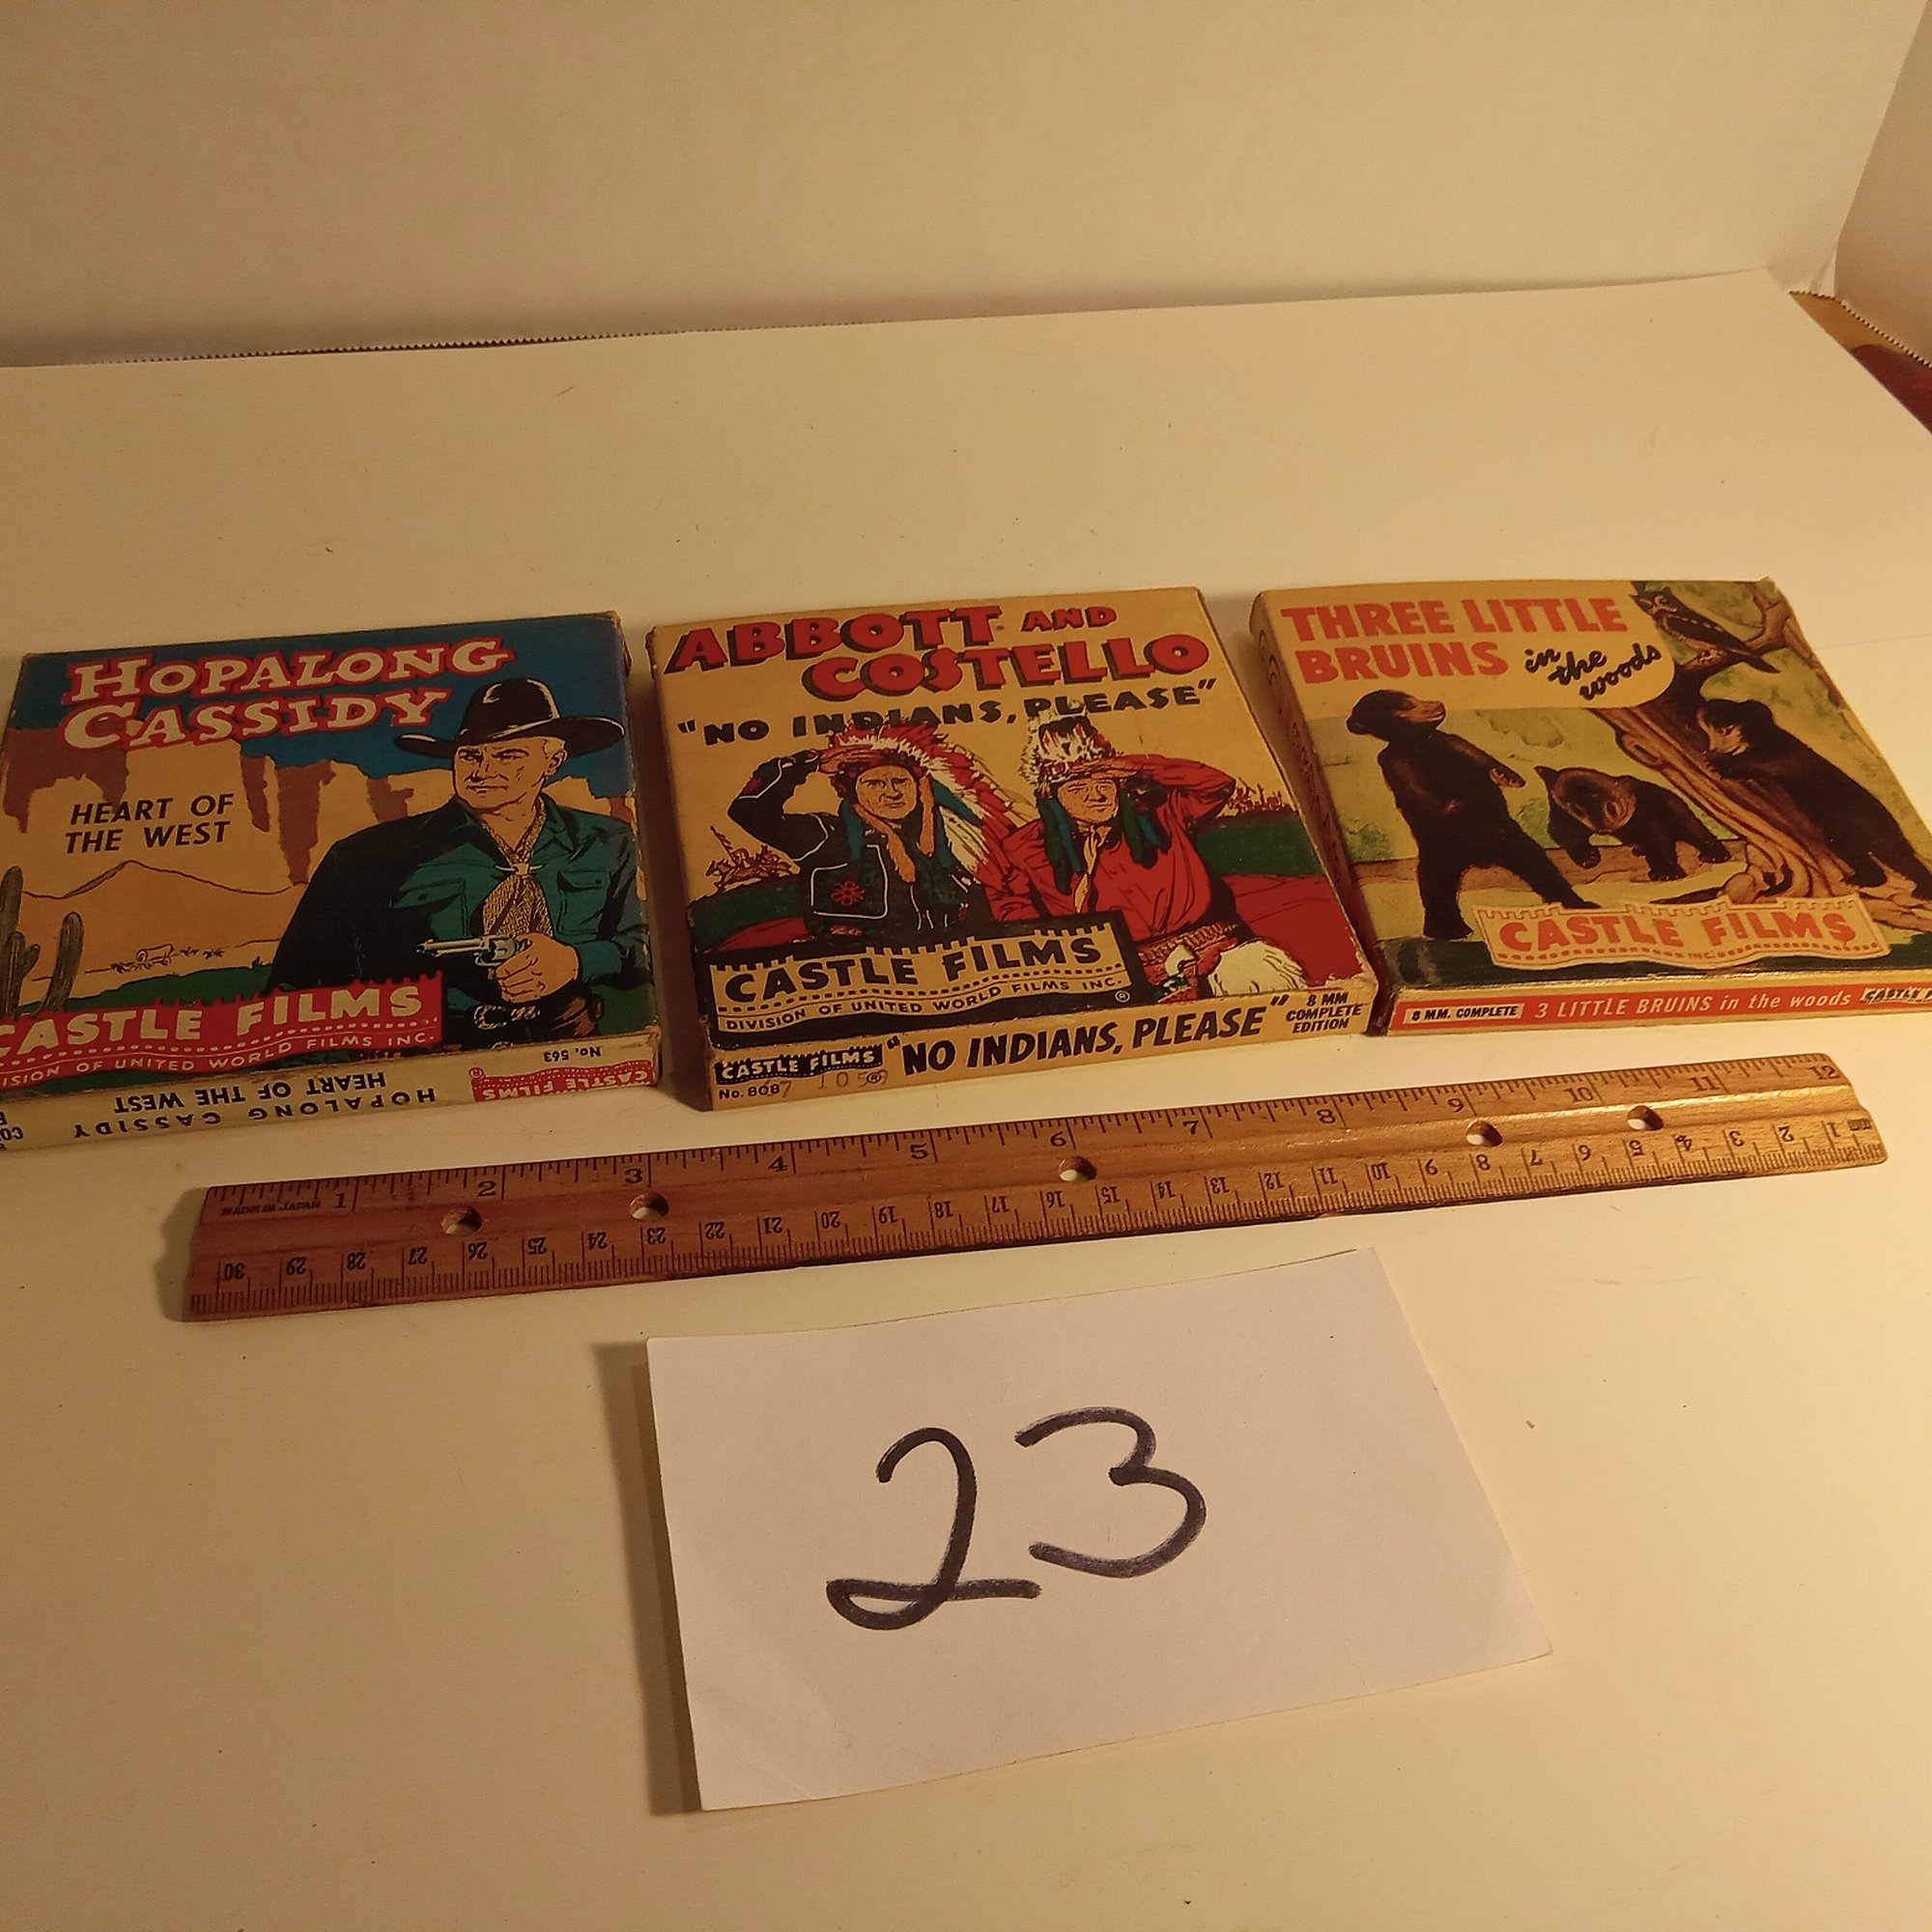 HOPALONG
CASSIDY
HEART OF
THE WEST
CASTLE FILMS
DIVISION OF UNITED WORLD FILMS INC.
HOPALONG CASSIDY
HEART OF THE WEST
No. 563
CASTLE FILMS ®
ABBOTT AND
COSTELLO
"NO INDIANS, PLEASE"
CASTLE FILMS
DIVISION OF UNITED WORLD FILMS INC. ®
CASTLE FILMS ®
No. 808
"NO INDIANS, PLEASE"
8 MM
COMPLETE
EDITION
THREE LITTLE
BRUINS in
the
woods
CASTLE FILMS
INC.
8 MM. COMPLETE 3 LITTLE BRUINS in the woods CASTLE
1 2 3 4 5 6 7 8 9 10 11 12
MADE IN JAPAN
30 29 28 27 26 25 24 23 22 21 20 19 18 17 16 15 14 13 12 11 10 9 8 7 6 5 4 3 2 1
23